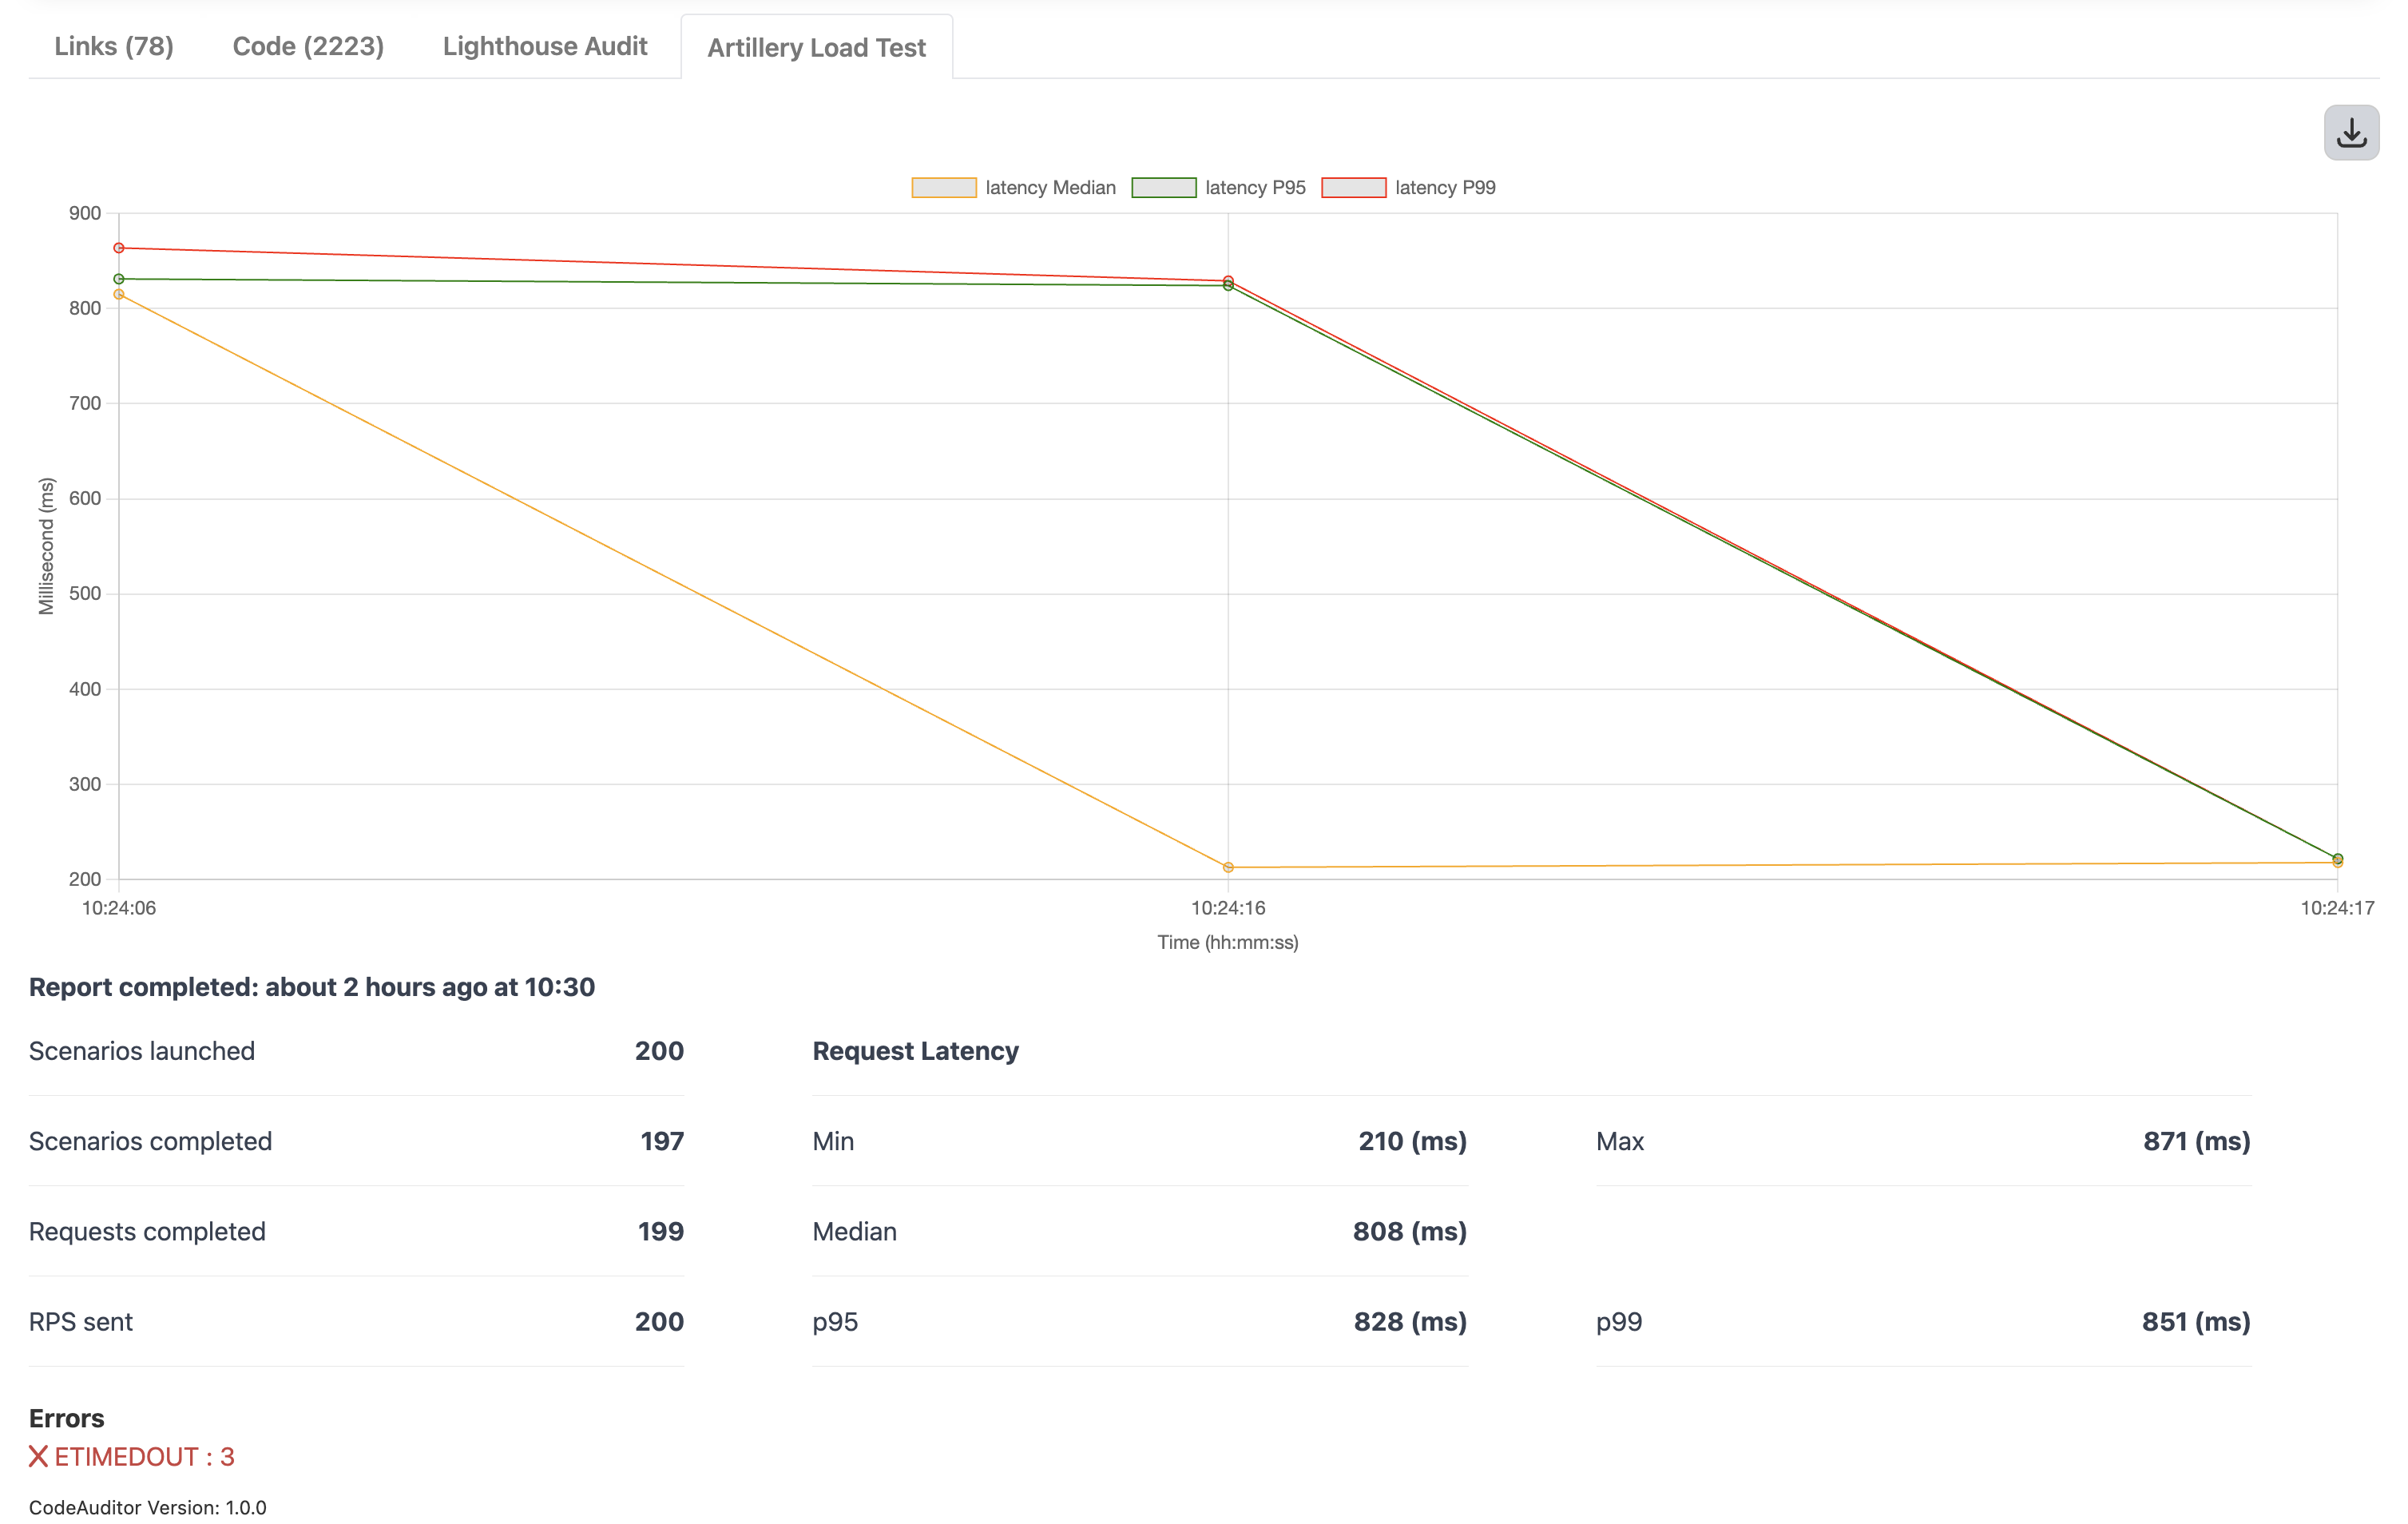 Links (78) Code (2223) Lighthouse Audit Artillery Load Test
latency Median latency P95 latency P99
900
800
700
600
500
400
300
200
Millisecond (ms)
10:24:06 10:24:16 10:24:17
Time (hh:mm:ss)
Report completed: about 2 hours ago at 10:30
Scenarios launched 200 Request Latency
Scenarios completed 197 Min 210 (ms) Max 871 (ms)
Requests completed 199 Median 808 (ms)
RPS sent 200 p95 828 (ms) p99 851 (ms)
Errors
ETIMEDOUT : 3
CodeAuditor Version: 1.0.0